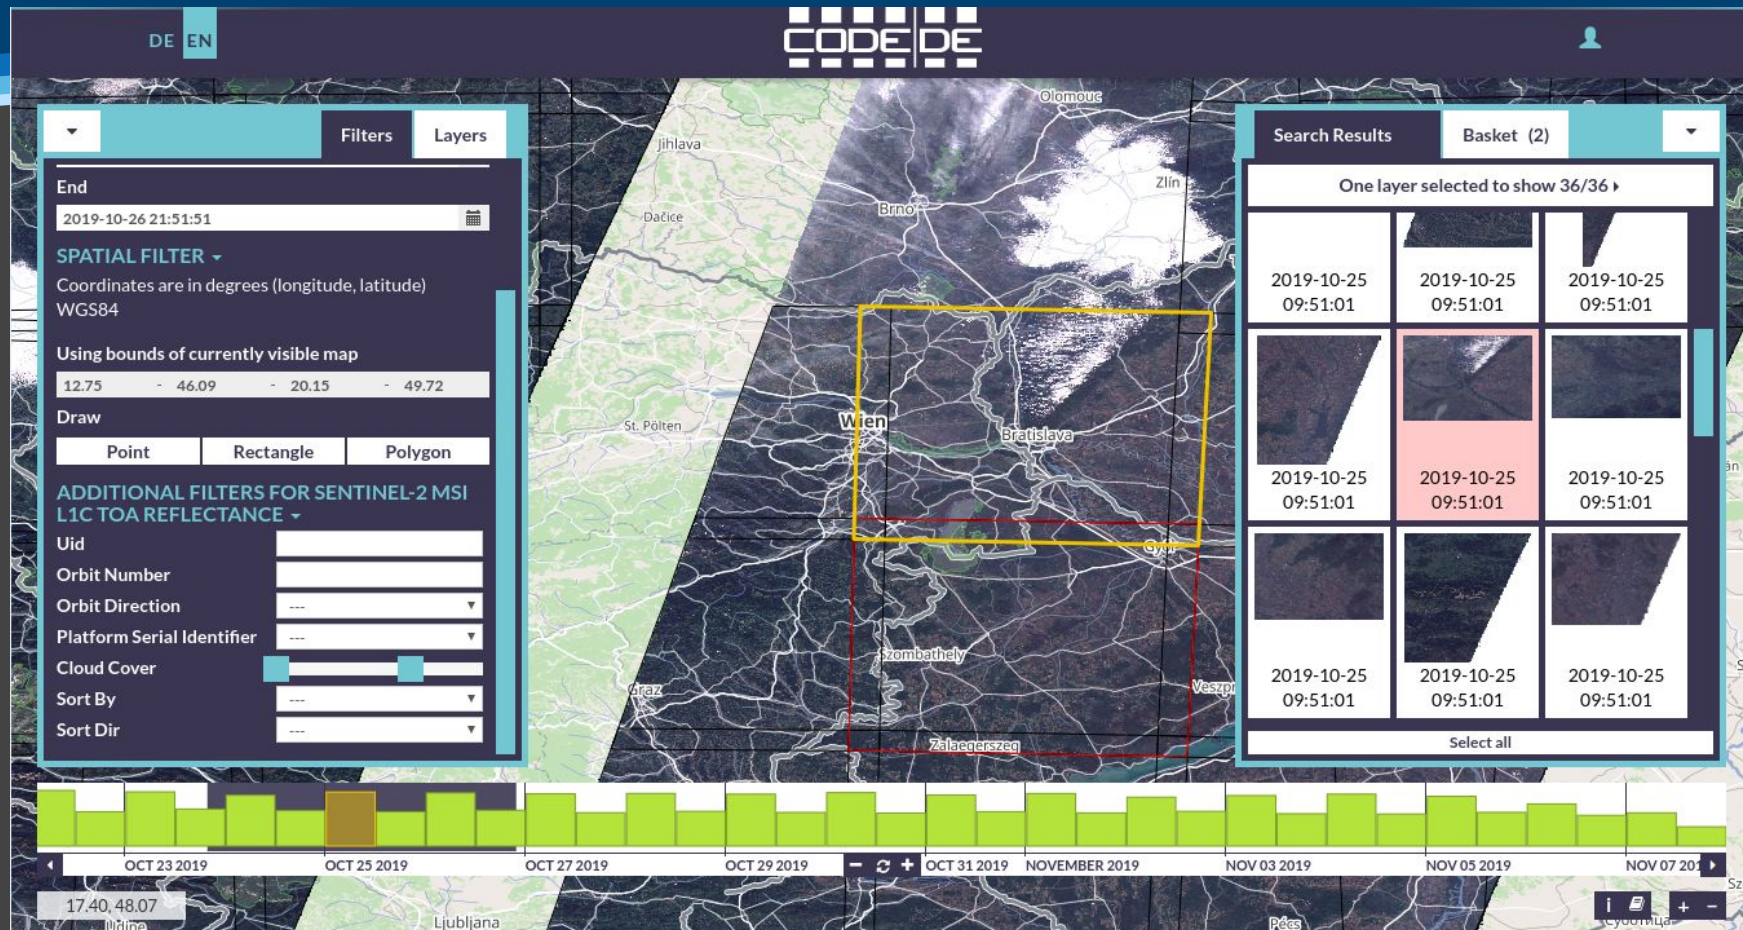 DE EN
CODE DE
Filters Layers
End
2019-10-26 21:51:51
SPATIAL FILTER
Coordinates are in degrees (longitude, latitude)
WGS84
Using bounds of currently visible map
12.75 - 46.09 - 20.15 - 49.72
Draw
Point Rectangle Polygon
ADDITIONAL FILTERS FOR SENTINEL-2 MSI
L1C TOA REFLECTANCE
Uid
Orbit Number
Orbit Direction ---
Platform Serial Identifier ---
Cloud Cover
Sort By ---
Sort Dir ---
Olomouc
Jihlava
Zlín
Dačice
Brno
St. Pölten
Wien
Bratislava
Győr
Szombathely
Graz
Veszpr
Zalaegerszeg
Search Results Basket (2)
One layer selected to show 36/36
2019-10-25 2019-10-25 2019-10-25
09:51:01 09:51:01 09:51:01
2019-10-25 2019-10-25 2019-10-25
09:51:01 09:51:01 09:51:01
2019-10-25 2019-10-25 2019-10-25
09:51:01 09:51:01 09:51:01
Select all
OCT 23 2019 OCT 25 2019 OCT 27 2019 OCT 29 2019 OCT 31 2019 NOVEMBER 2019 NOV 03 2019 NOV 05 2019 NOV 07 201
17.40, 48.07
Udine
Ljubljana
Pécs
i + -